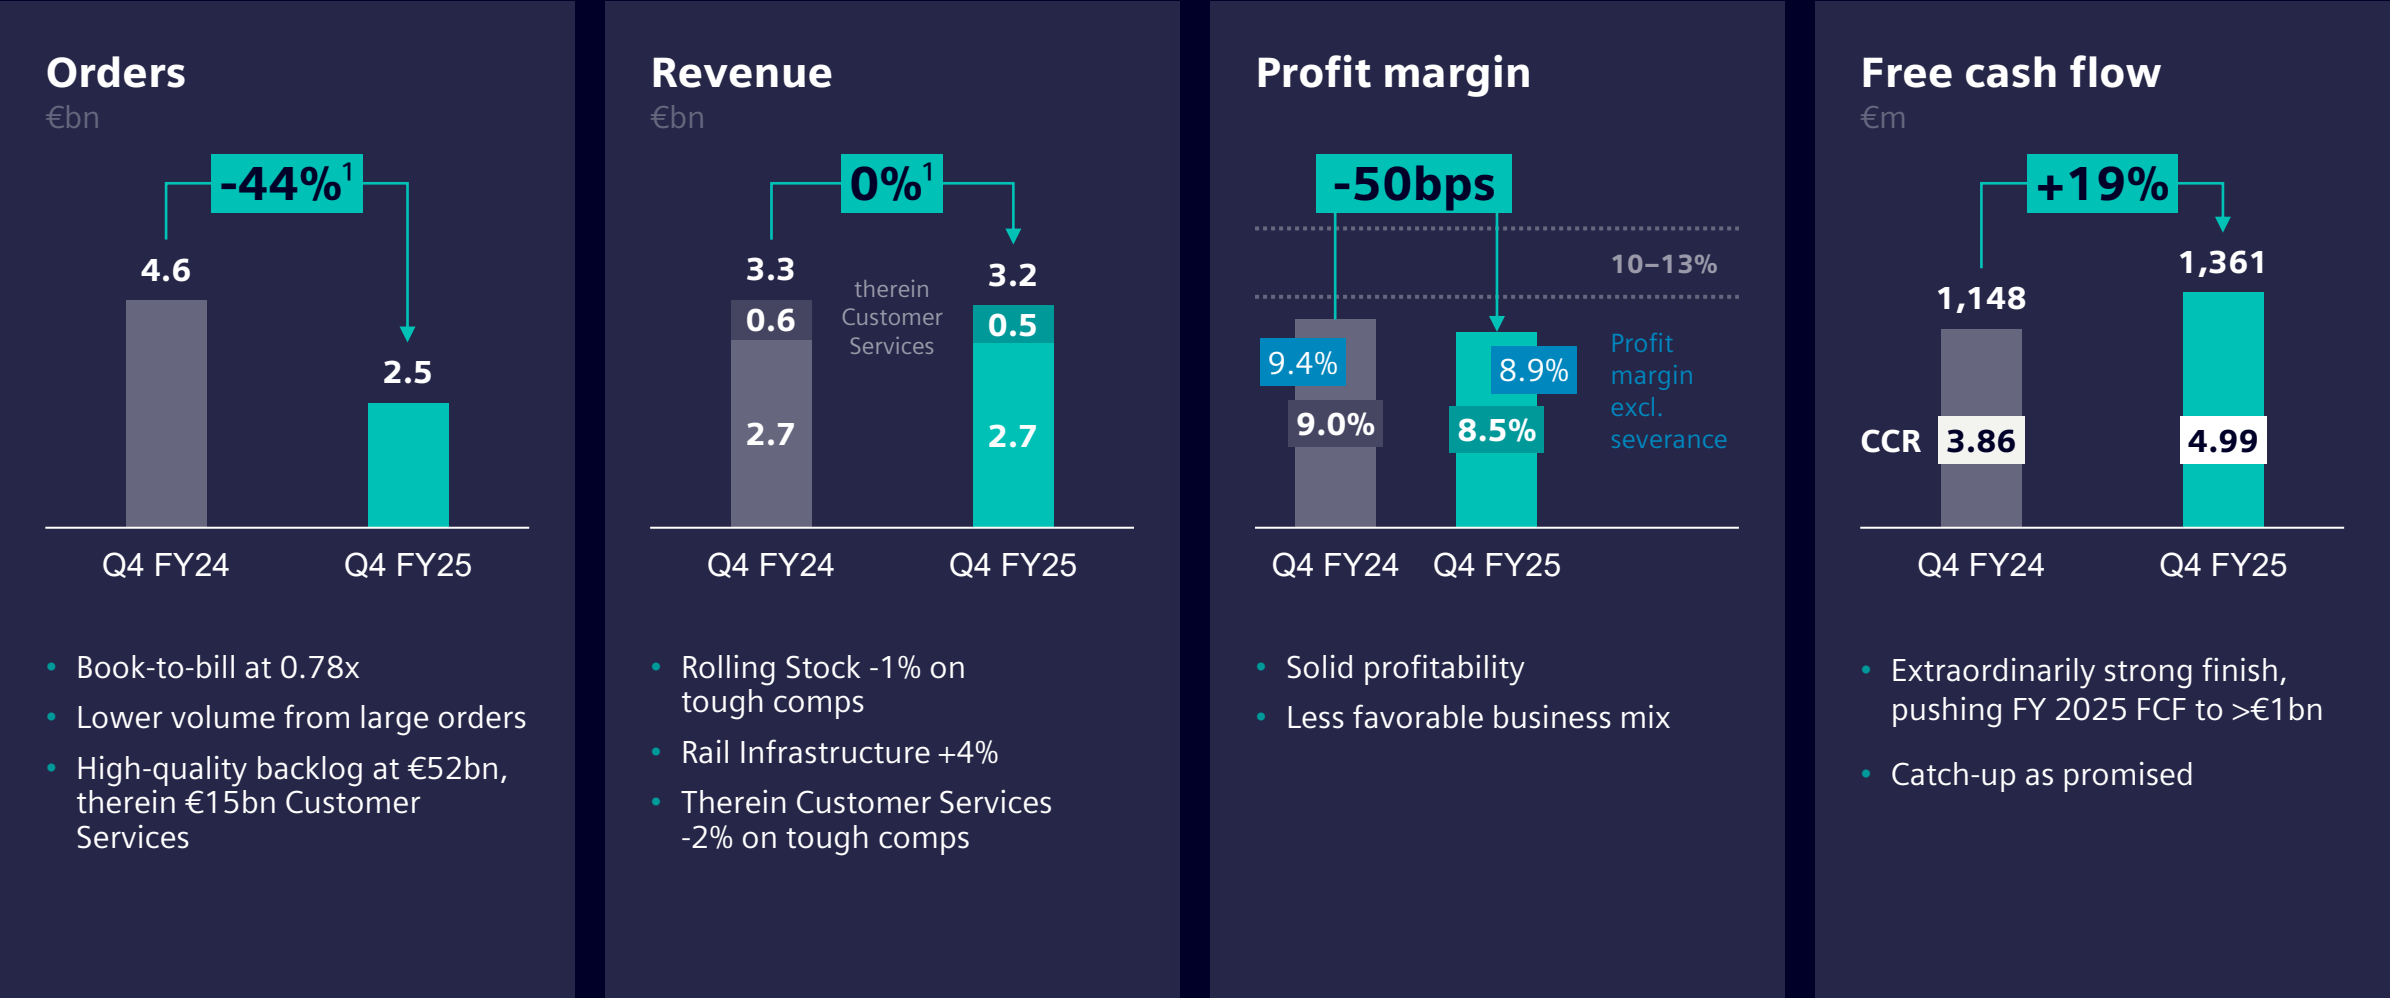 Orders
€bn
-44%¹
4.6
2.5
Q4 FY24
Q4 FY25
• Book-to-bill at 0.78x
• Lower volume from large orders
• High-quality backlog at €52bn,
therein €15bn Customer
Services
Revenue
€bn
0%¹
3.3
0.6
2.7
therein
Customer
Services
3.2
0.5
2.7
Q4 FY24
Q4 FY25
• Rolling Stock -1% on
tough comps
• Rail Infrastructure +4%
• Therein Customer Services
-2% on tough comps
Profit margin
-50bps
10–13%
9.4%
9.0%
8.9%
8.5%
Profit
margin
excl.
severance
Q4 FY24
Q4 FY25
• Solid profitability
• Less favorable business mix
Free cash flow
€m
+19%
1,148
1,361
CCR
3.86
4.99
Q4 FY24
Q4 FY25
• Extraordinarily strong finish,
pushing FY 2025 FCF to >€1bn
• Catch-up as promised